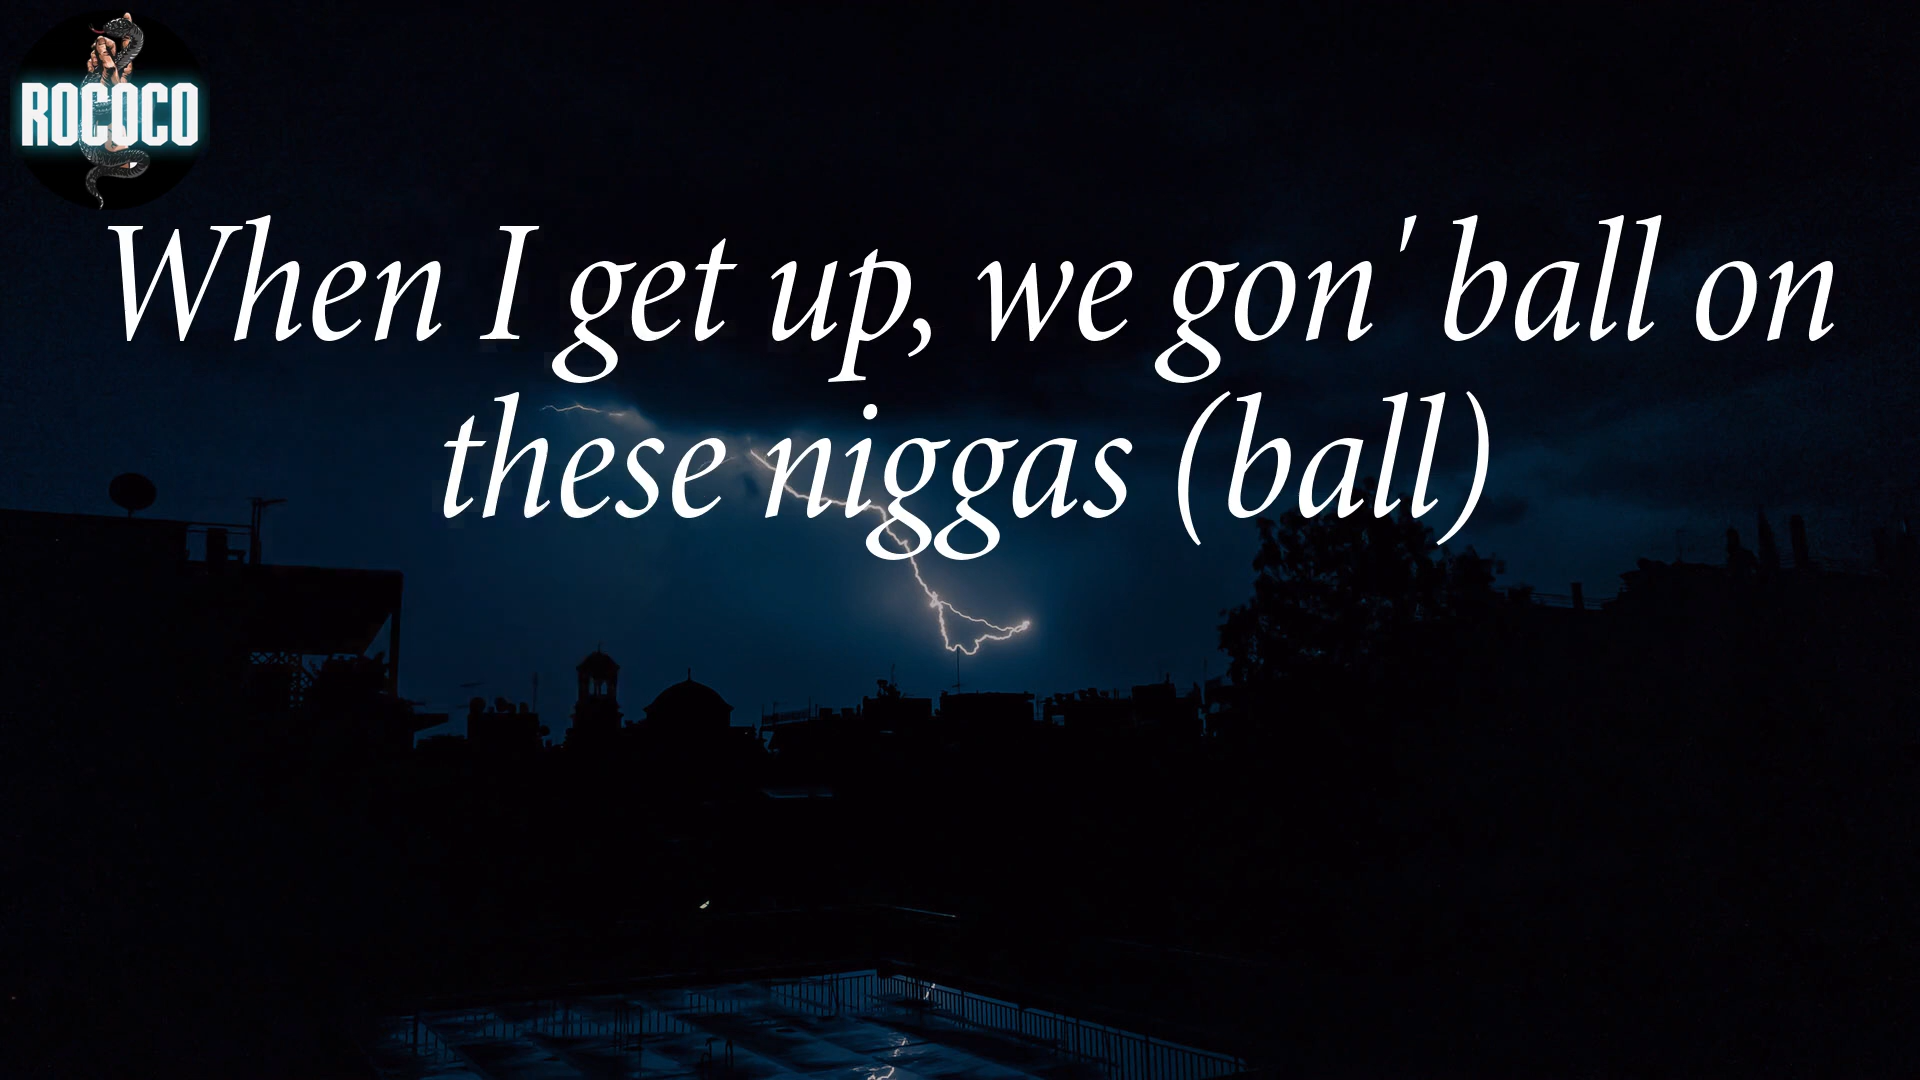 ROCOCO
When I get up, we gon' ball on
these niggas (ball)